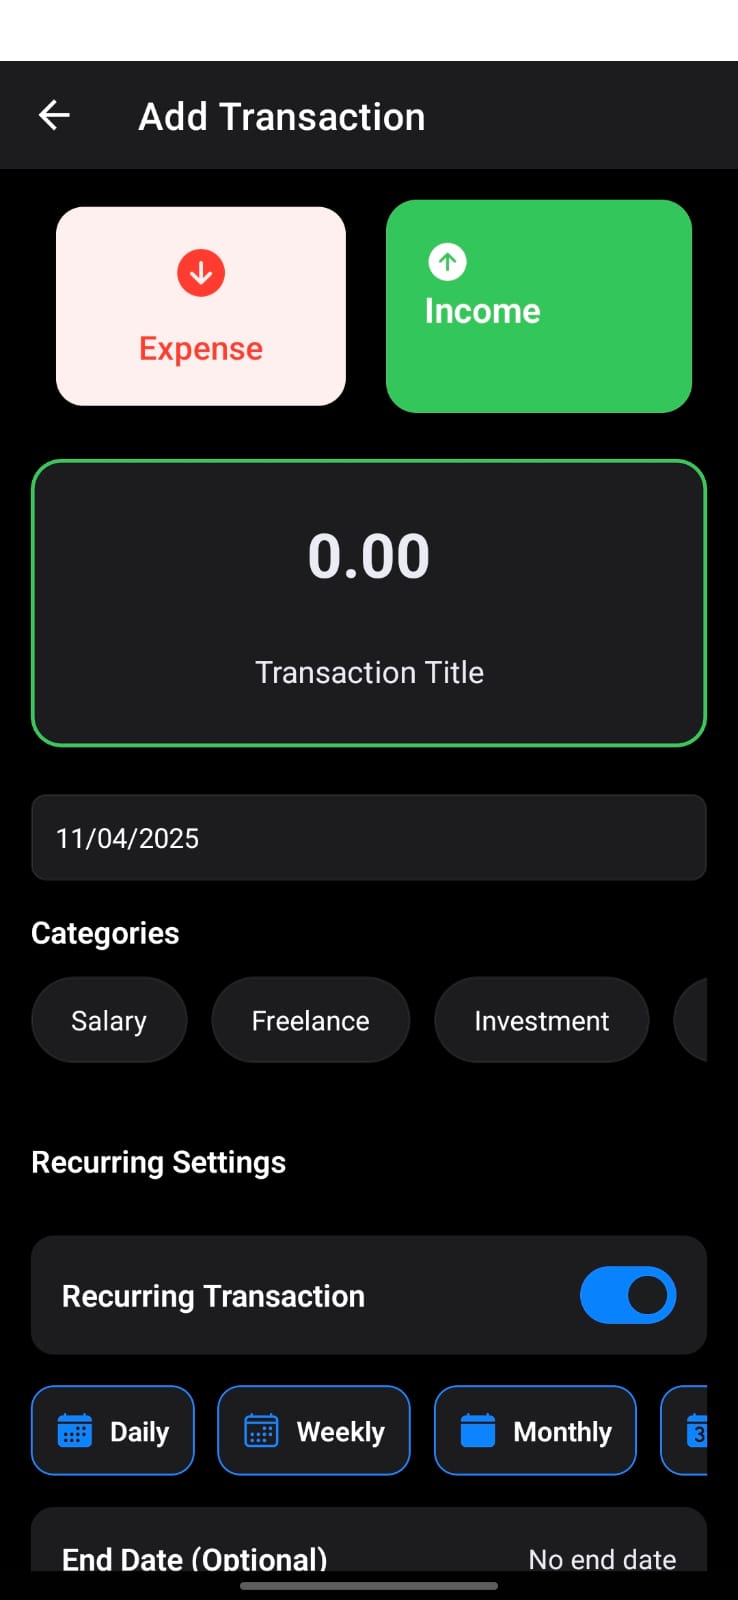 Add Transaction
Expense
Income
0.00
Transaction Title
11/04/2025
Categories
Salary
Freelance
Investment
Recurring Settings
Recurring Transaction
Daily
Weekly
Monthly
3
End Date (Optional)
No end date